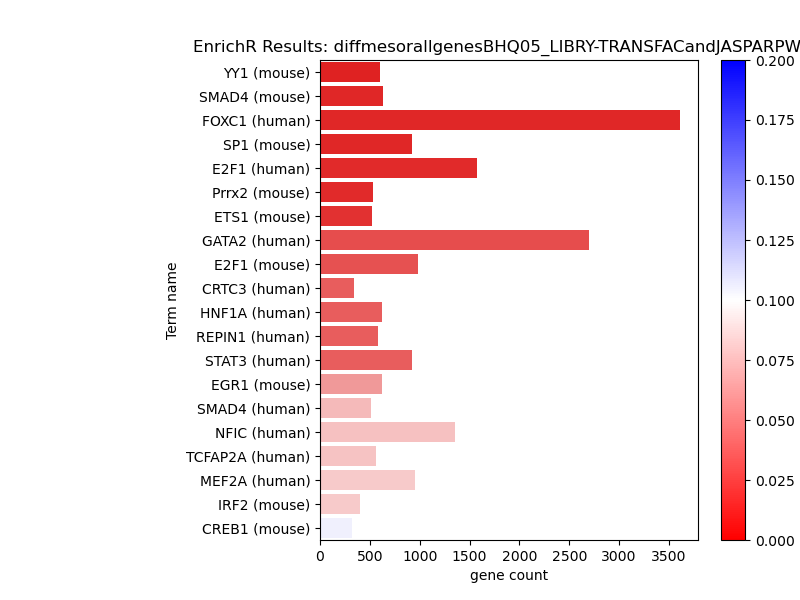 EnrichR Results: diffmesorallgenesBHQ05_LIBRY-TRANSFACandJASPARPW
YY1 (mouse)
SMAD4 (mouse)
FOXC1 (human)
SP1 (mouse)
E2F1 (human)
Prrx2 (mouse)
ETS1 (mouse)
GATA2 (human)
E2F1 (mouse)
CRTC3 (human)
HNF1A (human)
REPIN1 (human)
STAT3 (human)
EGR1 (mouse)
SMAD4 (human)
NFIC (human)
TCFAP2A (human)
MEF2A (human)
IRF2 (mouse)
CREB1 (mouse)
Term name
0 500 1000 1500 2000 2500 3000 3500
gene count
0.200
0.175
0.150
0.125
0.100
0.075
0.050
0.025
0.000